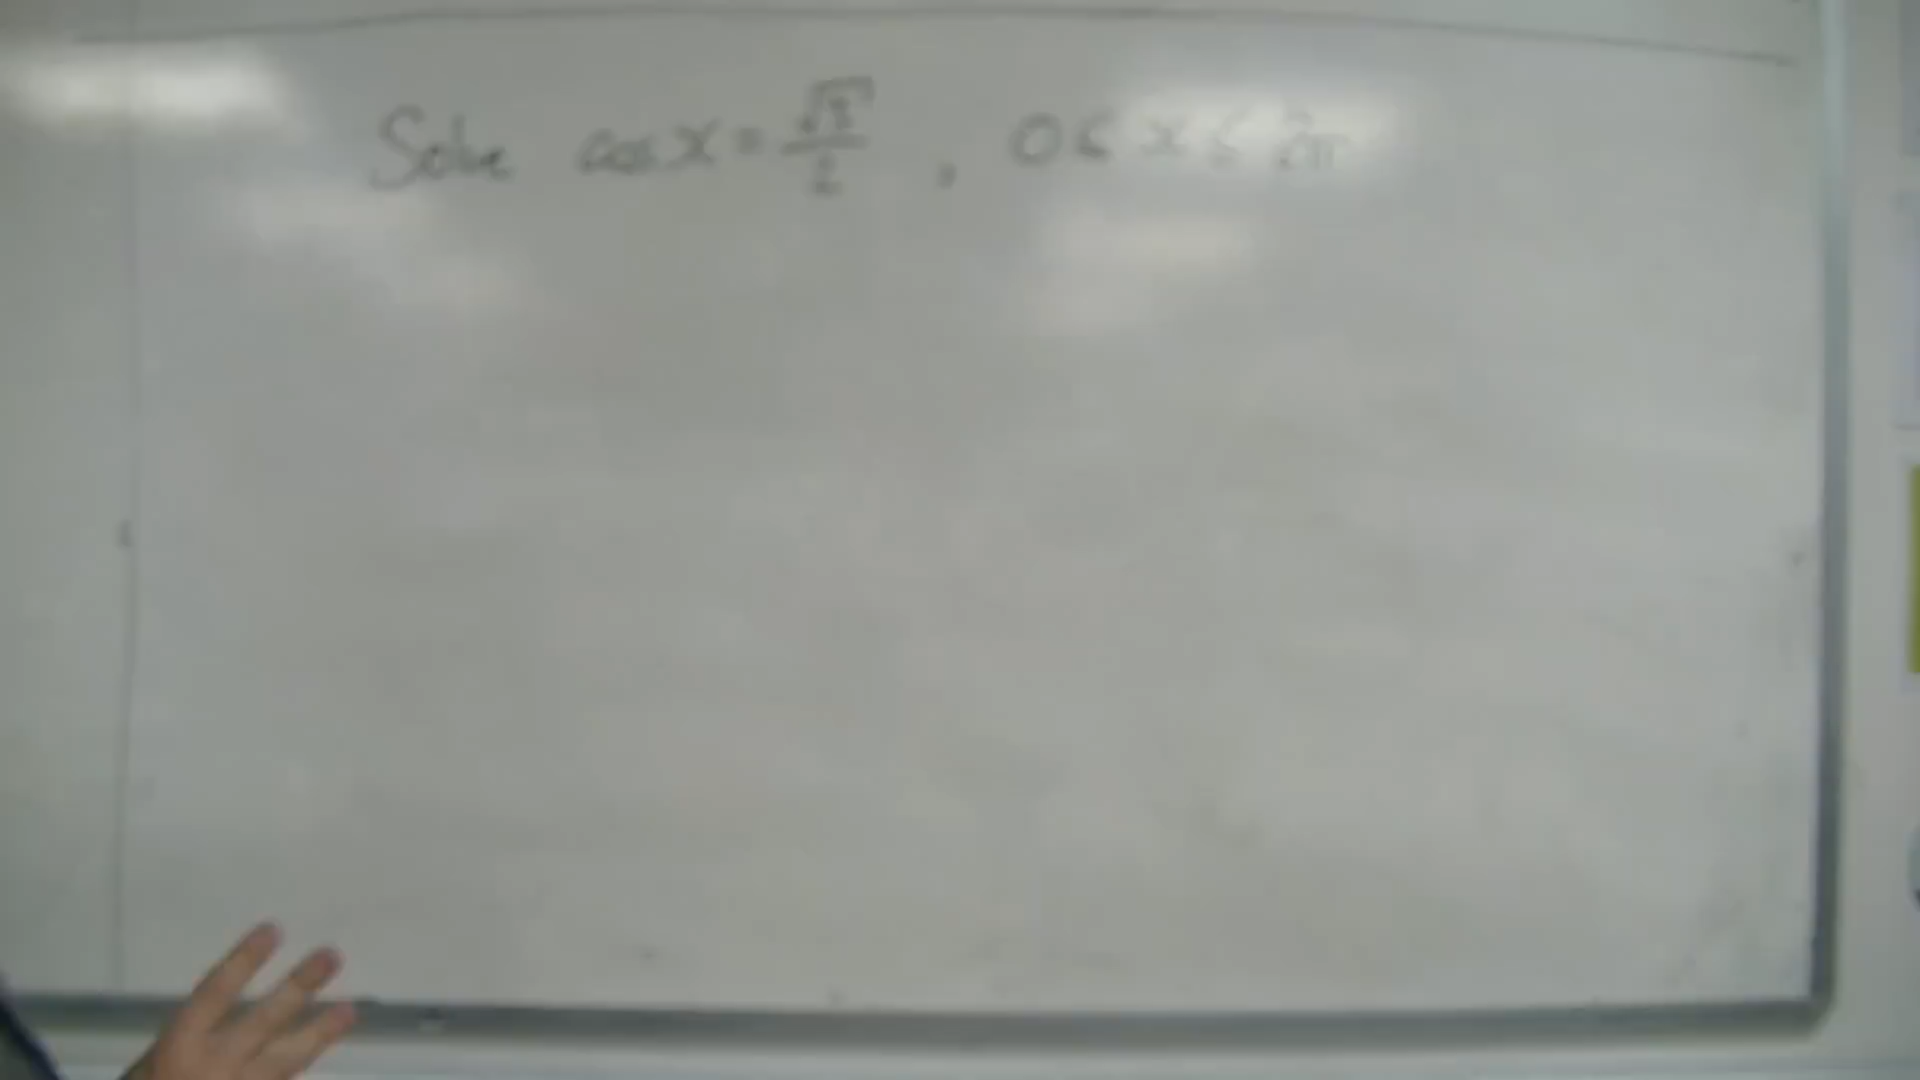 Solve cos x = √3/2 , 0 ≤ x ≤ 2π